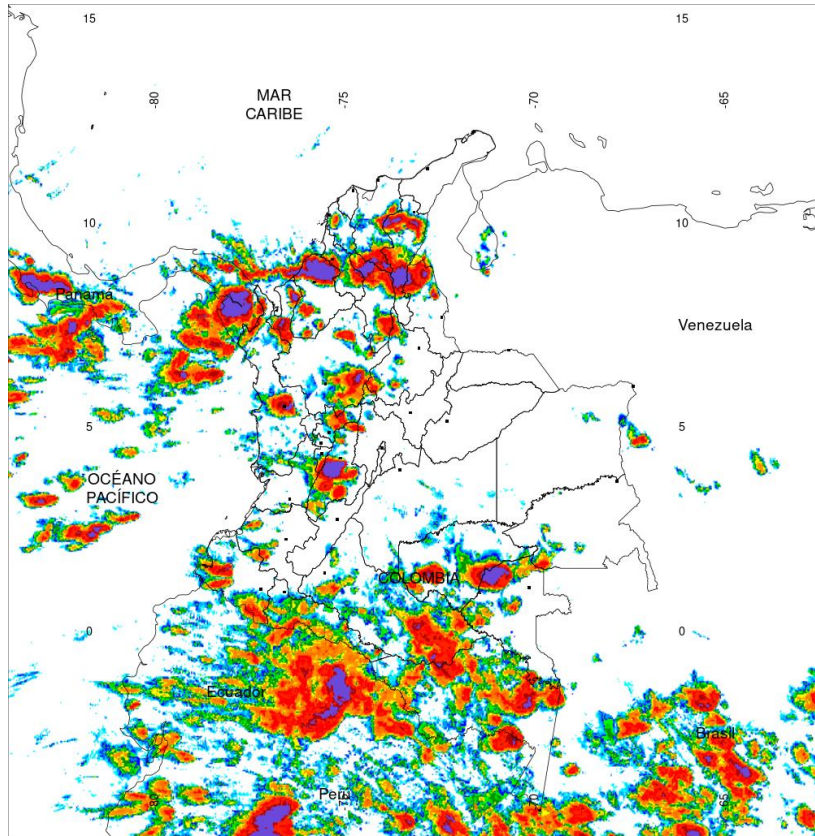 15
15
-80
-75
-70
-65
MAR
CARIBE
10
10
Panamá
Venezuela
5
5
OCÉANO
PACÍFICO
COLOMBIA
0
0
Ecuador
Brasil
Perú
-65